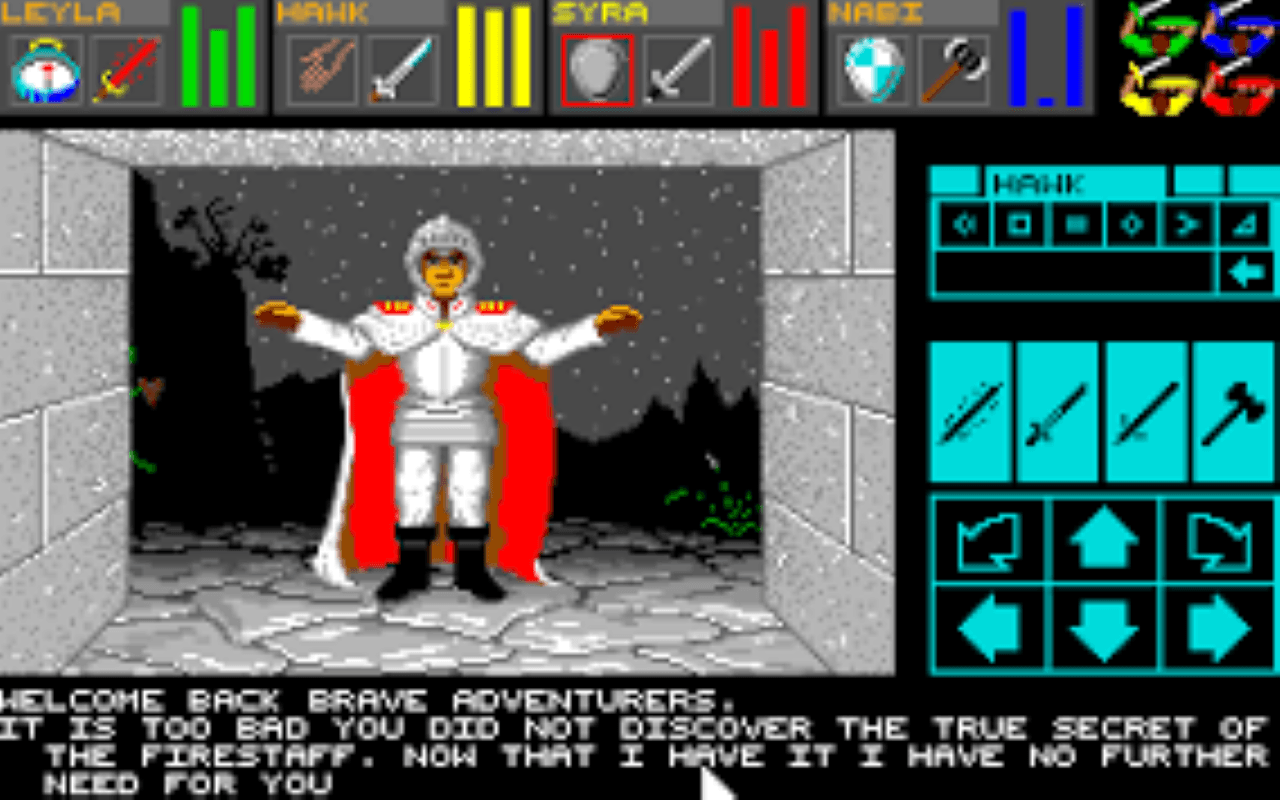 LEYLA HAWK SYRA NABI
HAWK
WELCOME BACK BRAVE ADVENTURERS.
IT IS TOO BAD YOU DID NOT DISCOVER THE TRUE SECRET OF
THE FIRESTAFF. NOW THAT I HAVE IT I HAVE NO FURTHER
NEED FOR YOU